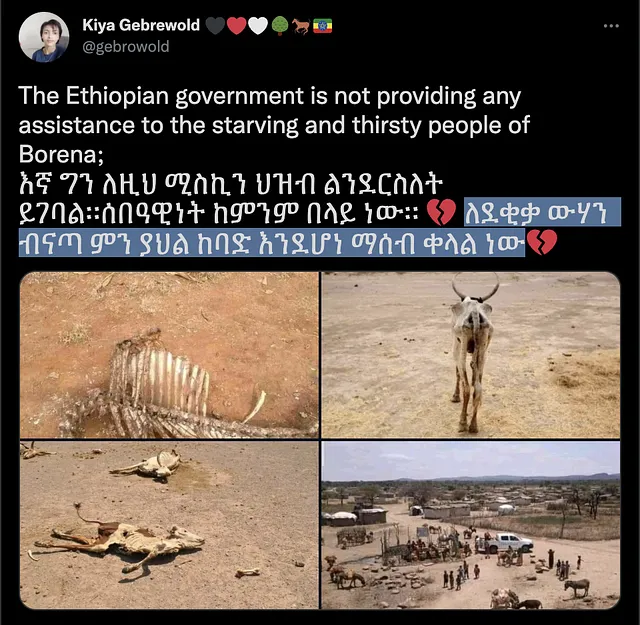 Kiya Gebrewold 🖤❤️🤍🌳🐎🇪🇹
@gebrowold
The Ethiopian government is not providing any
assistance to the starving and thirsty people of
Borena;
እኛ ግን ለዚህ ሚስኪን ህዝብ ልንደርስለት
ይገባል።ሰበዓዊነት ከምንም በላይ ነው። 💔 ለደቂቃ ውሃን
ብናጣ ምን ያህል ከባድ እንደሆነ ማሰብ ቀላል ነው💔